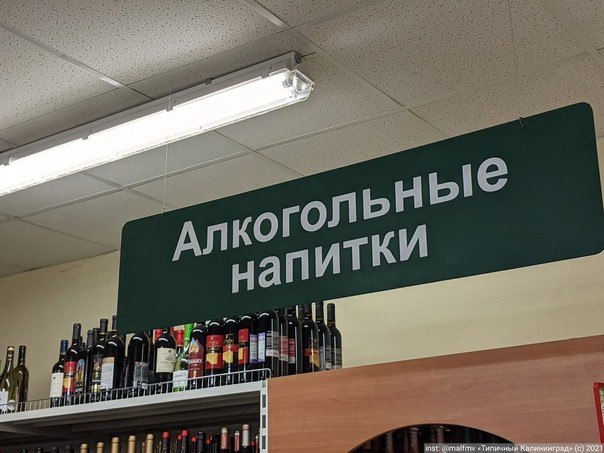 Алкогольные
напитки
inst: @malfmv «Типичный Калининград» (c) 2021